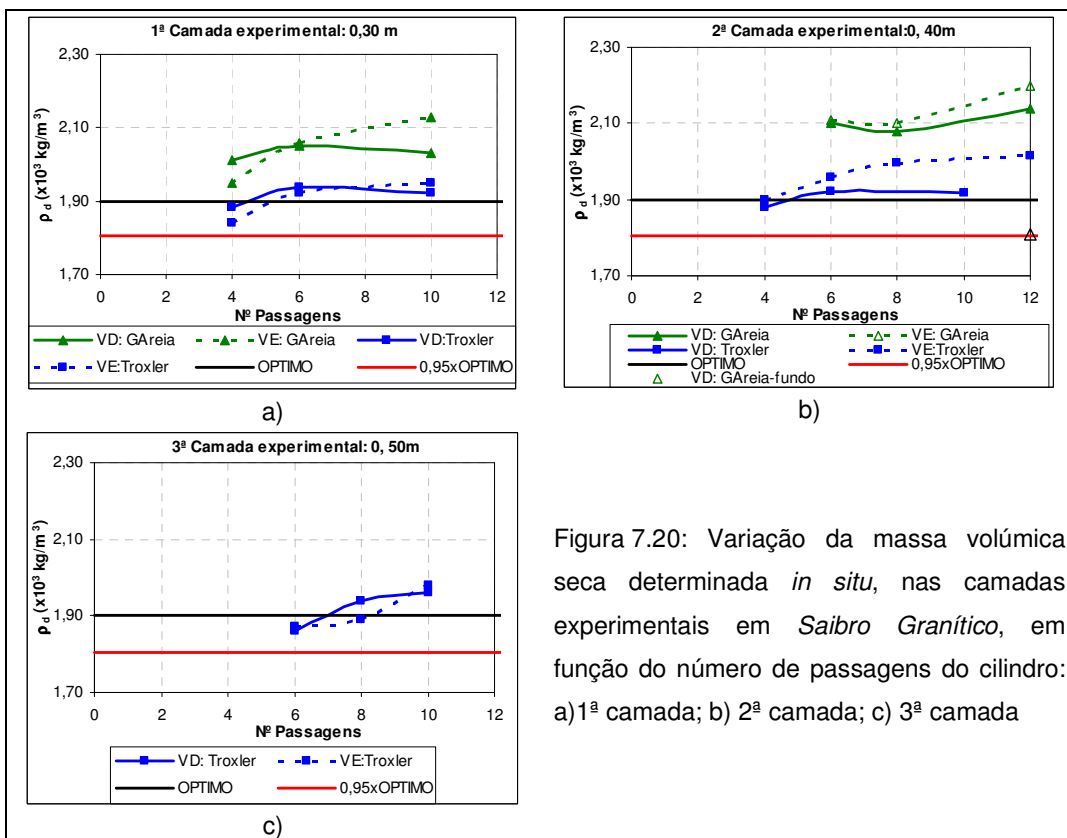 1ª Camada experimental: 0,30 m
2,30
2,10
1,90
1,70
ρ d (x10³ kg/m³)
0 2 4 6 8 10 12
Nº Passagens
VD: GAreia VE: GAreia VD:Troxler
VE:Troxler OPTIMO 0,95xOPTIMO
a)
2ª Camada experimental:0, 40m
2,30
2,10
1,90
1,70
ρ d (x10³ kg/m³)
0 2 4 6 8 10 12
Nº Passagens
VD: GAreia VE: GAreia
VD: Troxler VE:Troxler
OPTIMO 0,95xOPTIMO
VD: GAreia-fundo
b)
3ª Camada experimental: 0, 50m
2,30
2,10
1,90
1,70
ρ d (x10³ kg/m³)
0 2 4 6 8 10 12
Nº Passagens
VD: Troxler VE:Troxler
OPTIMO 0,95xOPTIMO
c)
Figura 7.20: Variação da massa volúmica
seca determinada in situ, nas camadas
experimentais em Saibro Granítico, em
função do número de passagens do cilindro:
a)1ª camada; b) 2ª camada; c) 3ª camada